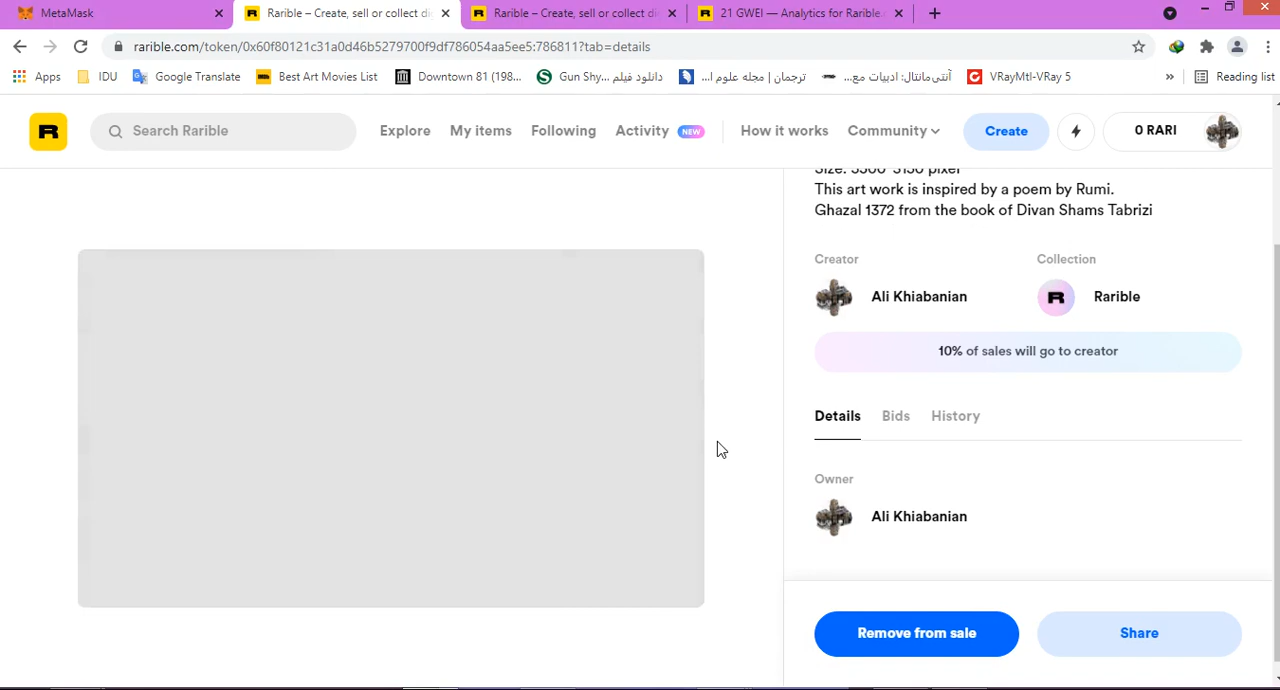 MetaMask
Rarible – Create, sell or collect di
Rarible – Create, sell or collect di
21 GWEI — Analytics for Rarible.
rarible.com/token/0x60f80121c31a0d46b5279700f9df786054aa5ee5:786811?tab=details
Apps
IDU
Google Translate
Best Art Movies List
Downtown 81 (198...
Gun Shy... دانلود فیلم
ترجمان | مجله علوم ا...
آنتی‌مانتال: ادبیات مع...
VRayMtl-VRay 5
»
Reading list
R
Search Rarible
Explore
My items
Following
Activity
NEW
How it works
Community
Create
0 RARI
Size: 3500*3150 pixel
This art work is inspired by a poem by Rumi.
Ghazal 1372 from the book of Divan Shams Tabrizi
Creator
Collection
Ali Khiabanian
R
Rarible
10% of sales will go to creator
Details
Bids
History
Owner
Ali Khiabanian
Remove from sale
Share